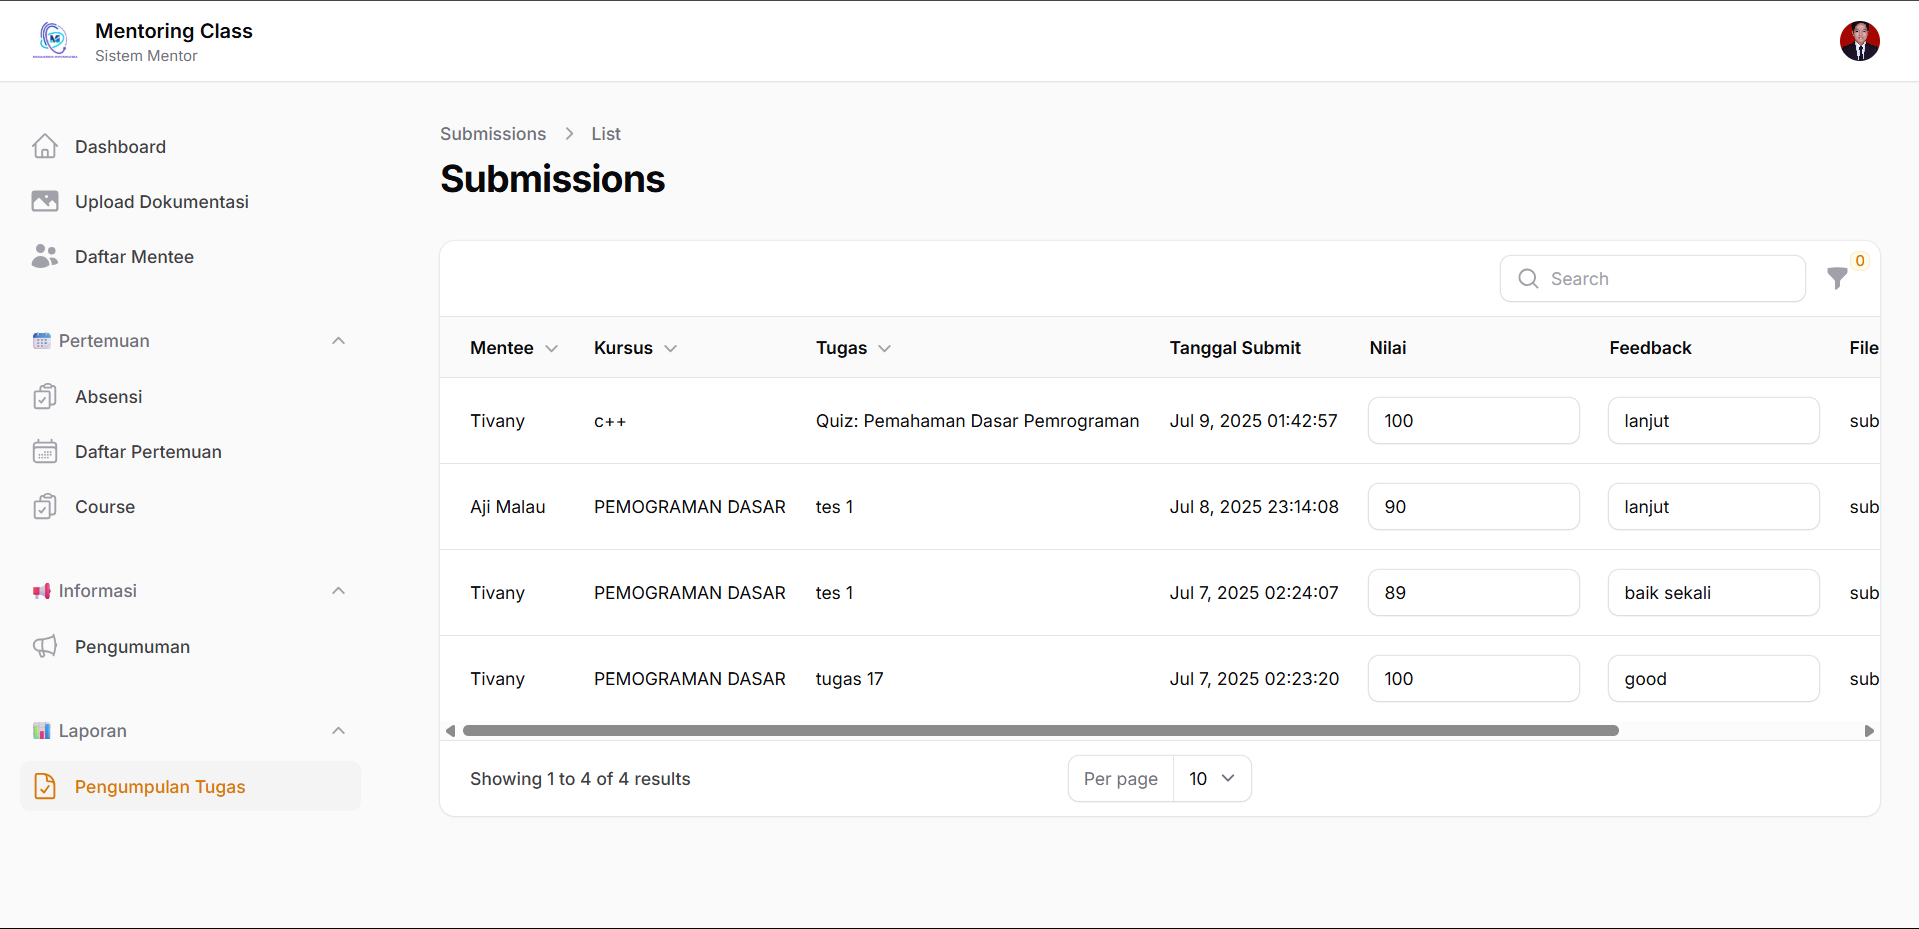 Mentoring Class
Sistem Mentor
Dashboard
Upload Dokumentasi
Daftar Mentee
Pertemuan
Absensi
Daftar Pertemuan
Course
Informasi
Pengumuman
Laporan
Pengumpulan Tugas
Submissions > List
Submissions
Search
0
Mentee Kursus Tugas Tanggal Submit Nilai Feedback File
Tivany c++ Quiz: Pemahaman Dasar Pemrograman Jul 9, 2025 01:42:57 100 lanjut sub
Aji Malau PEMOGRAMAN DASAR tes 1 Jul 8, 2025 23:14:08 90 lanjut sub
Tivany PEMOGRAMAN DASAR tes 1 Jul 7, 2025 02:24:07 89 baik sekali sub
Tivany PEMOGRAMAN DASAR tugas 17 Jul 7, 2025 02:23:20 100 good sub
Showing 1 to 4 of 4 results
Per page 10